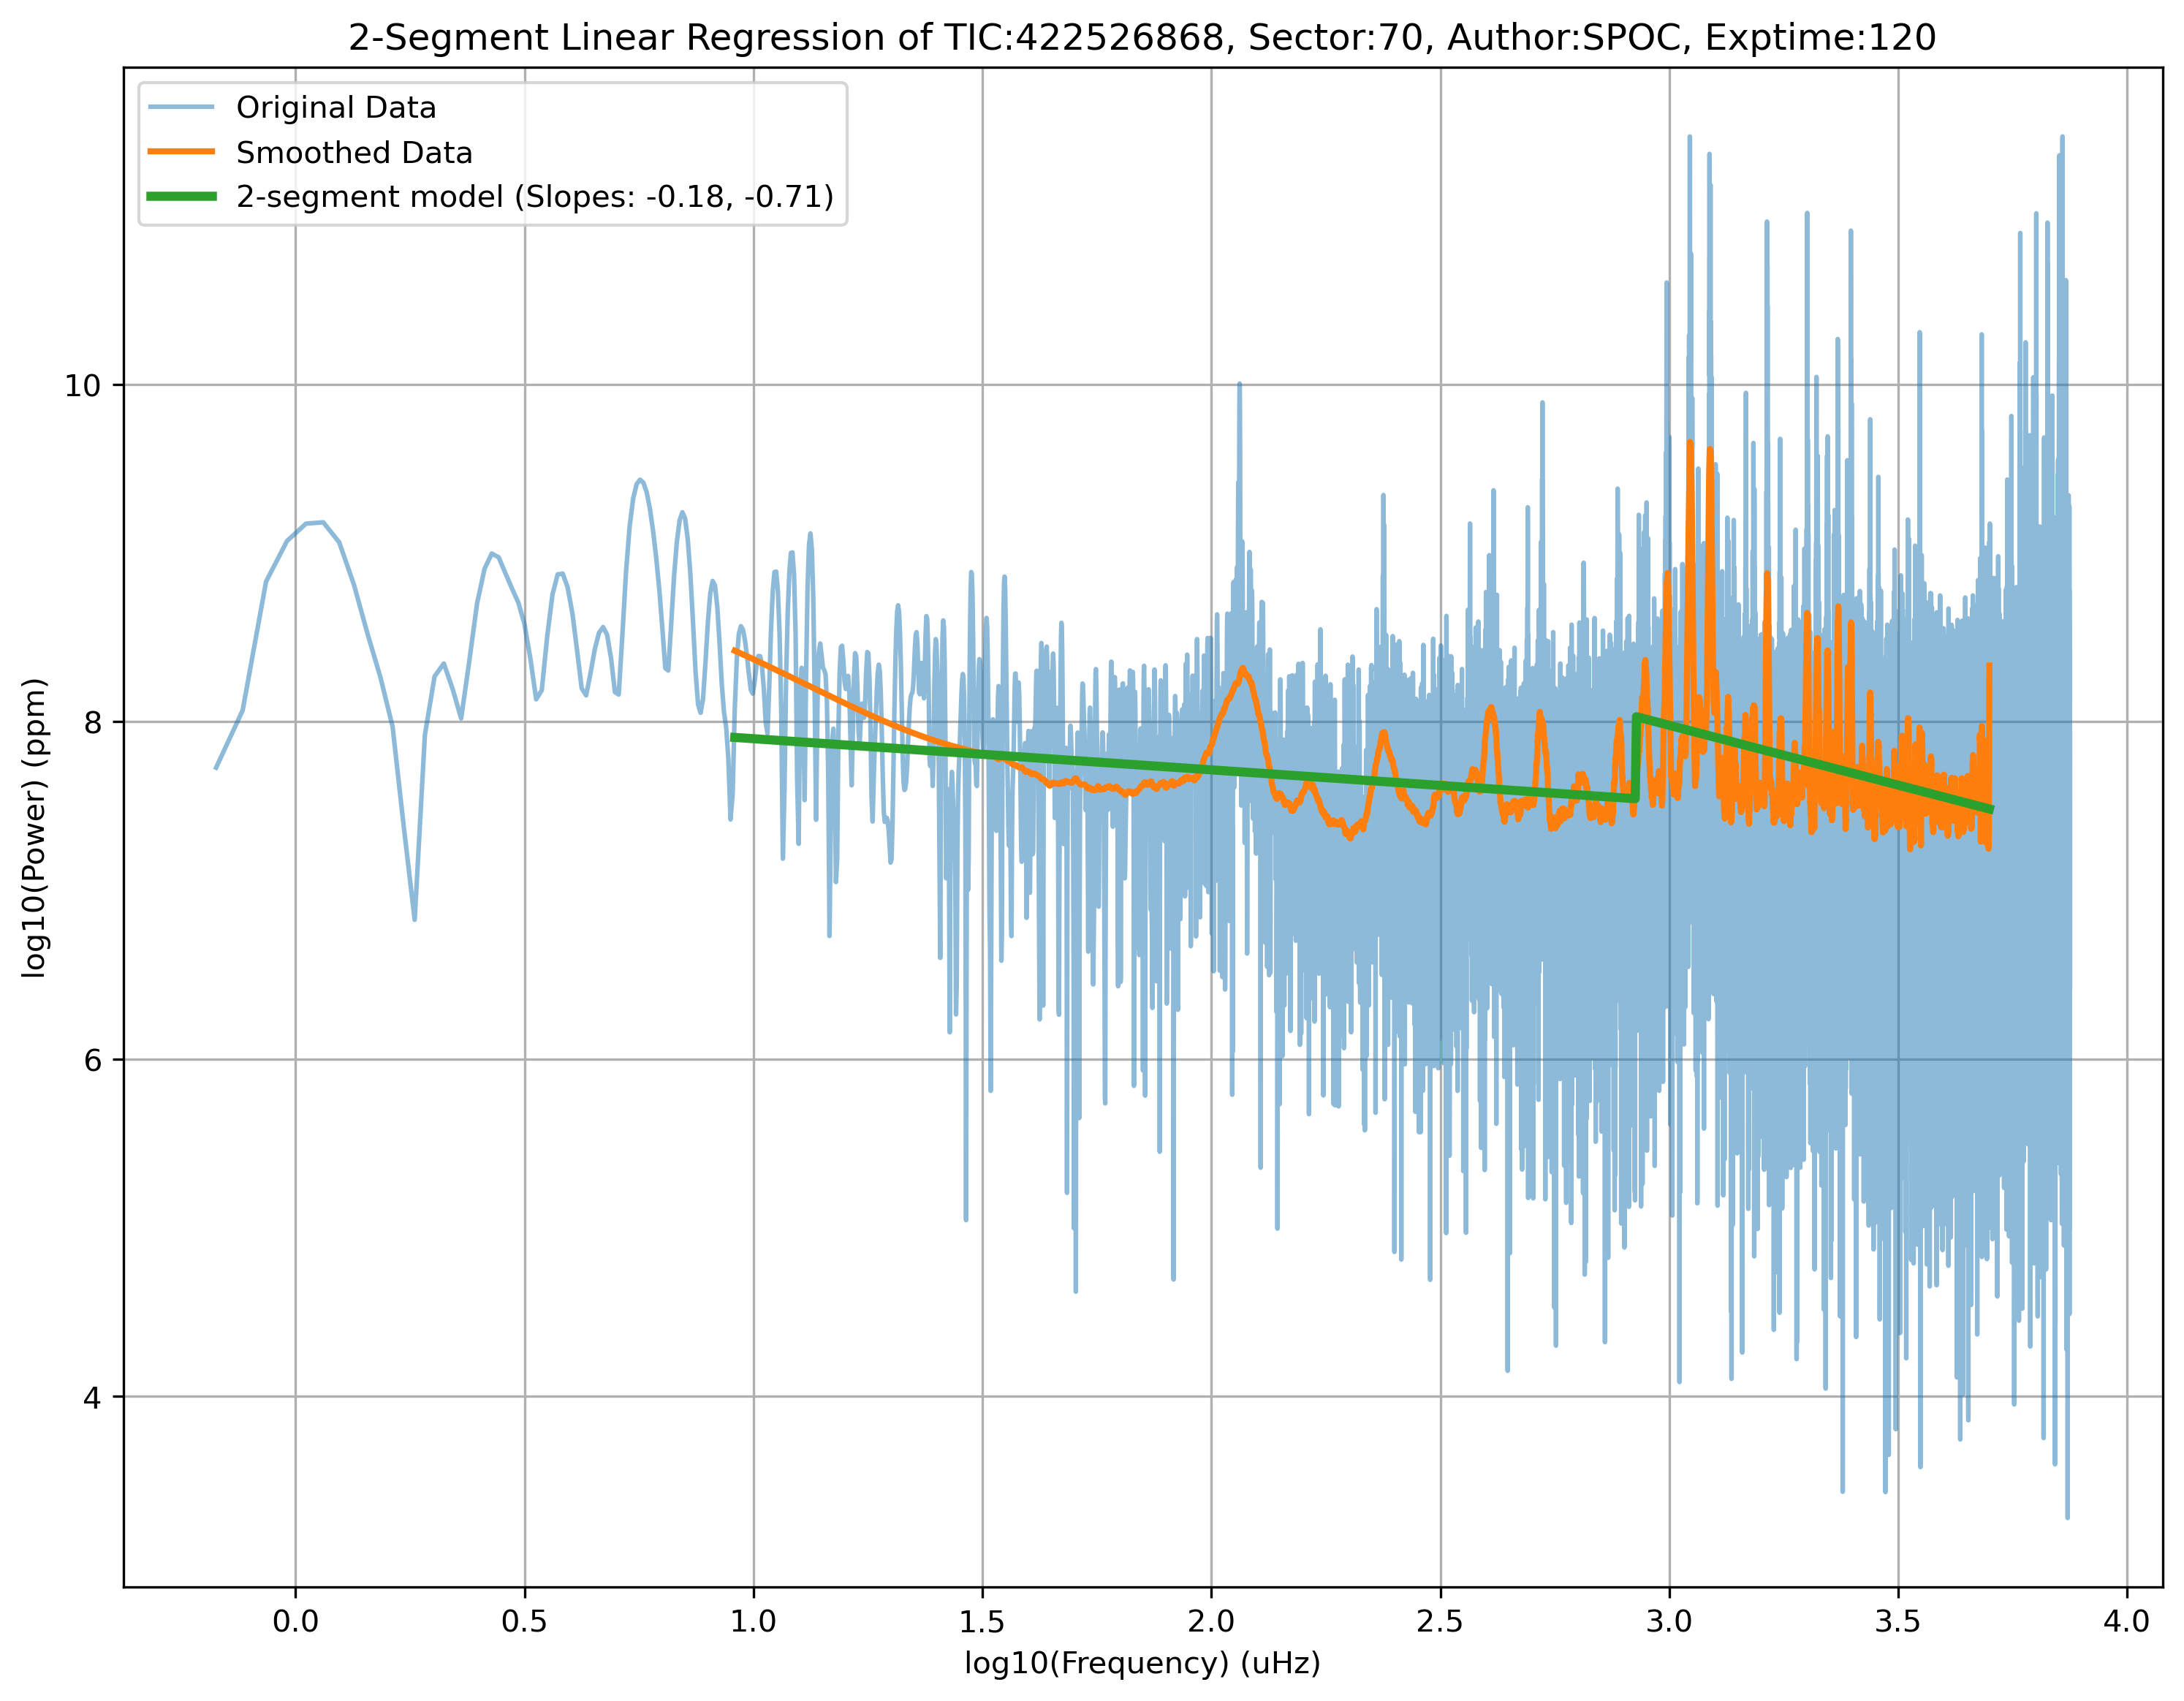 2-Segment Linear Regression of TIC:422526868, Sector:70, Author:SPOC, Exptime:120
Original Data
Smoothed Data
2-segment model (Slopes: -0.18, -0.71)
log10(Power) (ppm)
10
8
6
4
0.0 0.5 1.0 1.5 2.0 2.5 3.0 3.5 4.0
log10(Frequency) (uHz)